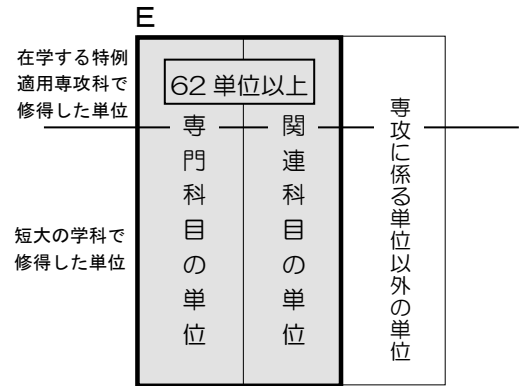 E
在学する特例
適用専攻科で
修得した単位
62 単位以上
専門科目の単位
関連科目の単位
専攻に係る単位以外の単位
短大の学科で
修得した単位